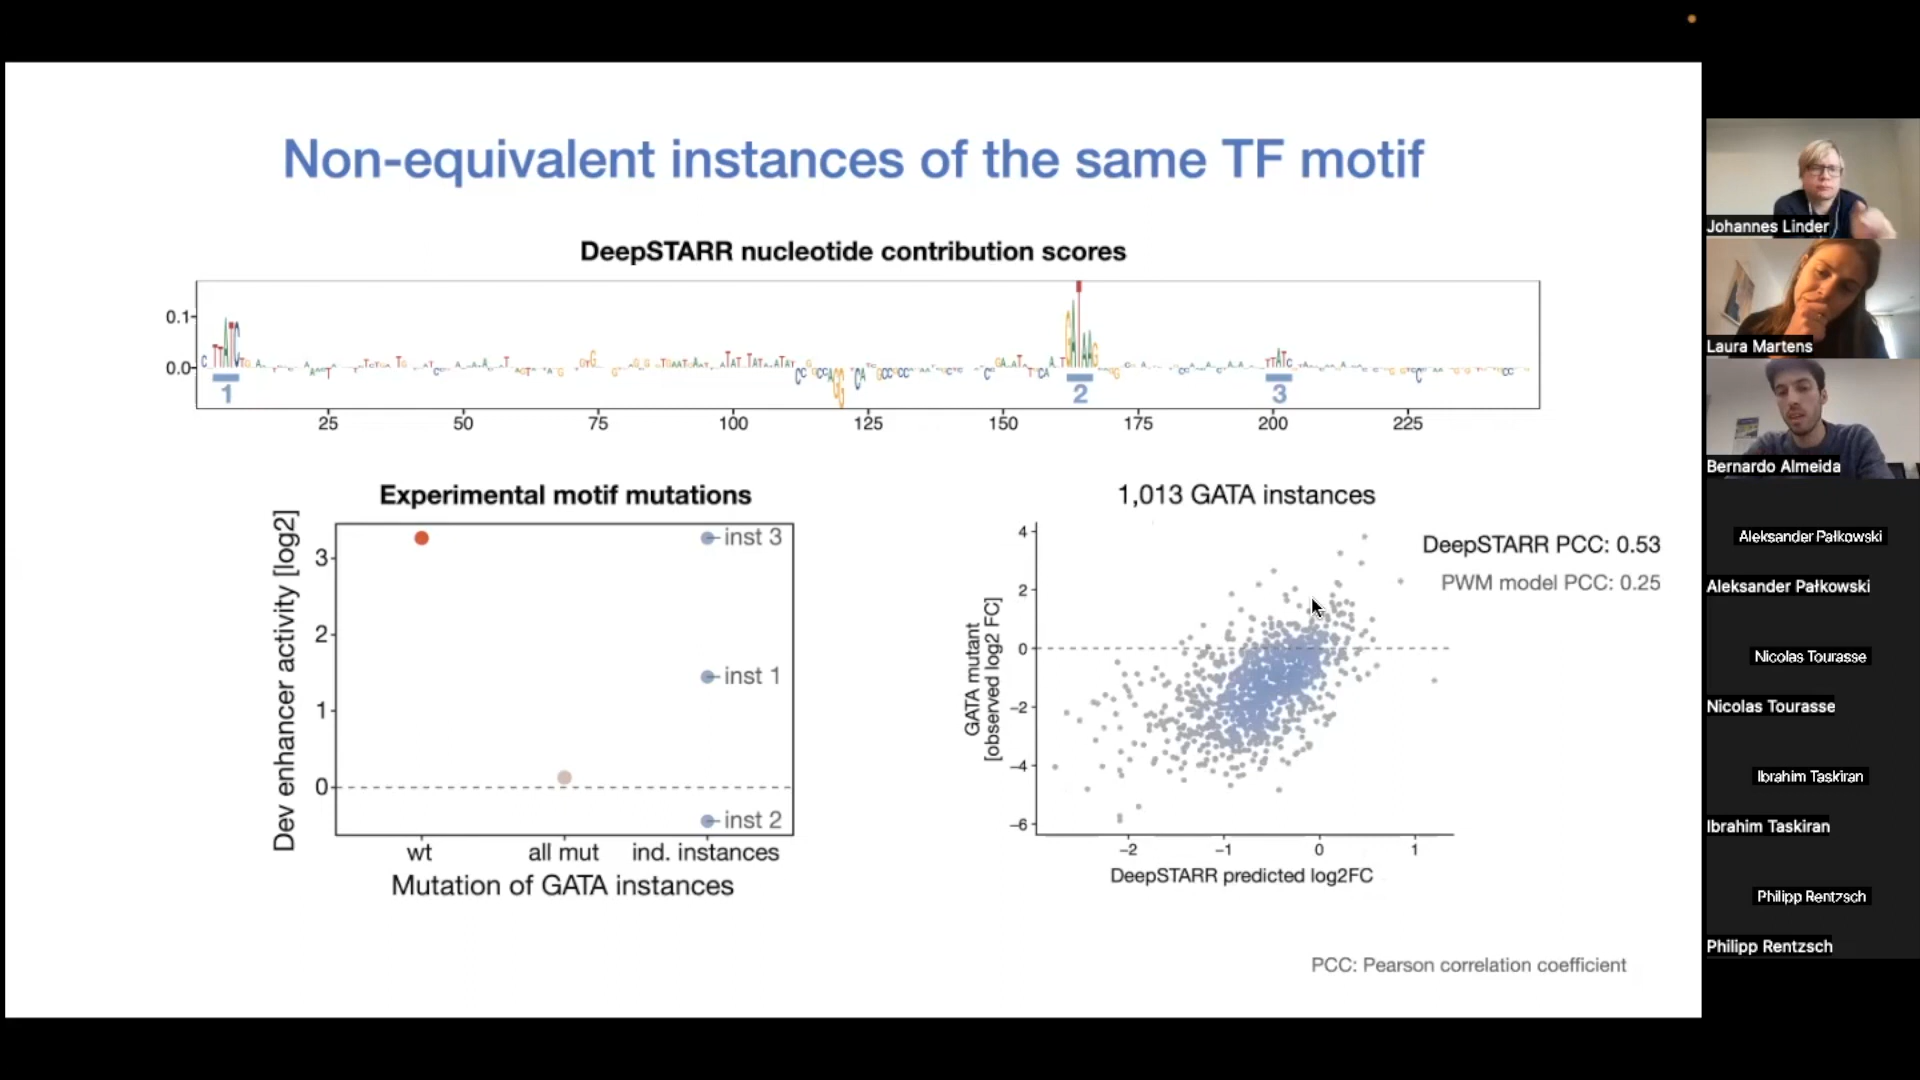 Non-equivalent instances of the same TF motif
DeepSTARR nucleotide contribution scores
0.1
0.0
1
2
3
25
50
75
100
125
150
175
200
225
Experimental motif mutations
Dev enhancer activity [log2]
3
2
1
0
inst 3
inst 1
inst 2
wt
all mut
ind. instances
Mutation of GATA instances
1,013 GATA instances
DeepSTARR PCC: 0.53
PWM model PCC: 0.25
GATA mutant
[observed log2 FC]
4
2
0
−2
−4
−6
−2
−1
0
1
DeepSTARR predicted log2FC
PCC: Pearson correlation coefficient
Johannes Linder
Laura Martens
Bernardo Almeida
Aleksander Pałkowski
Aleksander Pałkowski
Nicolas Tourasse
Nicolas Tourasse
Ibrahim Taskiran
Ibrahim Taskiran
Philipp Rentzsch
Philipp Rentzsch